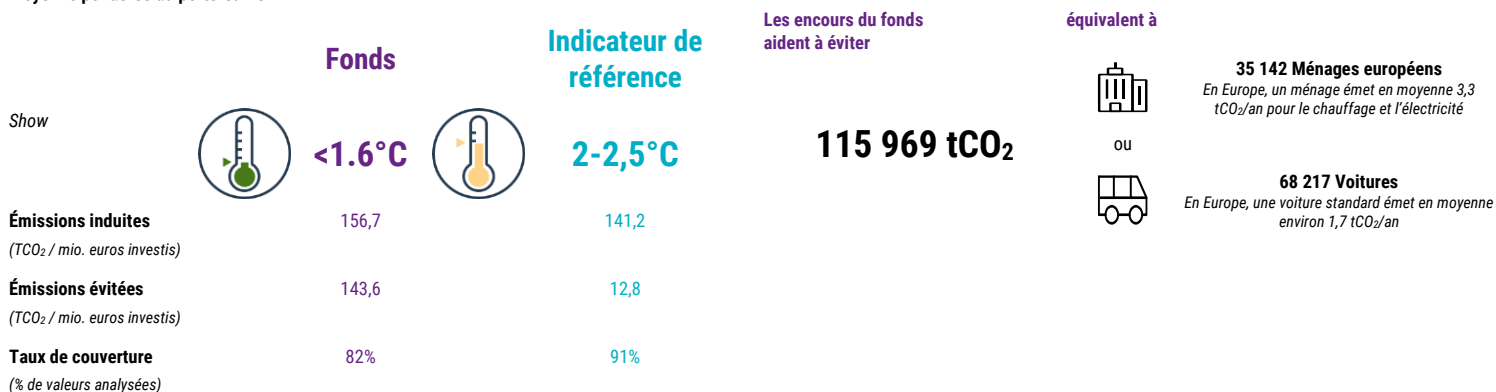 Fonds
Indicateur de
référence
Show
<1.6°C
2-2,5°C
Émissions induites
156,7
141,2
(TCO₂ / mio. euros investis)
Émissions évitées
143,6
12,8
(TCO₂ / mio. euros investis)
Taux de couverture
82%
91%
(% de valeurs analysées)
Les encours du fonds
aident à éviter
115 969 tCO₂
équivalent à
35 142 Ménages européens
En Europe, un ménage émet en moyenne 3,3
tCO₂/an pour le chauffage et l'électricité
ou
68 217 Voitures
En Europe, une voiture standard émet en moyenne
environ 1,7 tCO₂/an